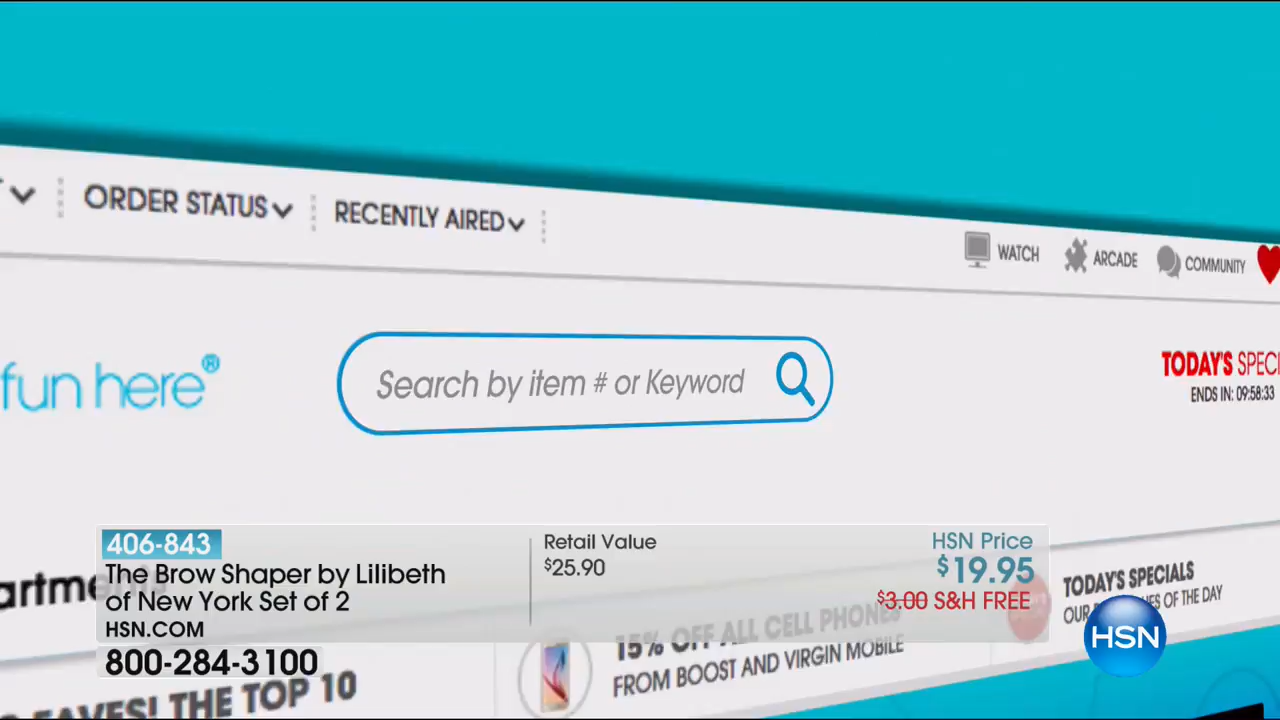 ORDER STATUS
RECENTLY AIRED
WATCH
ARCADE
COMMUNITY
fun here®
Search by item # or Keyword
TODAY'S
ENDS IN: 09:58:33
406-843
The Brow Shaper by Lilibeth
of New York Set of 2
HSN.COM
800-284-3100
Retail Value
$25.90
HSN Price
$19.95
$3.00 S&H FREE
TODAY'S SPECIALS
OF THE DAY
HSN
15% OFF ALL CELL PHONES
FROM BOOST AND VIRGIN MOBILE
THE TOP 10